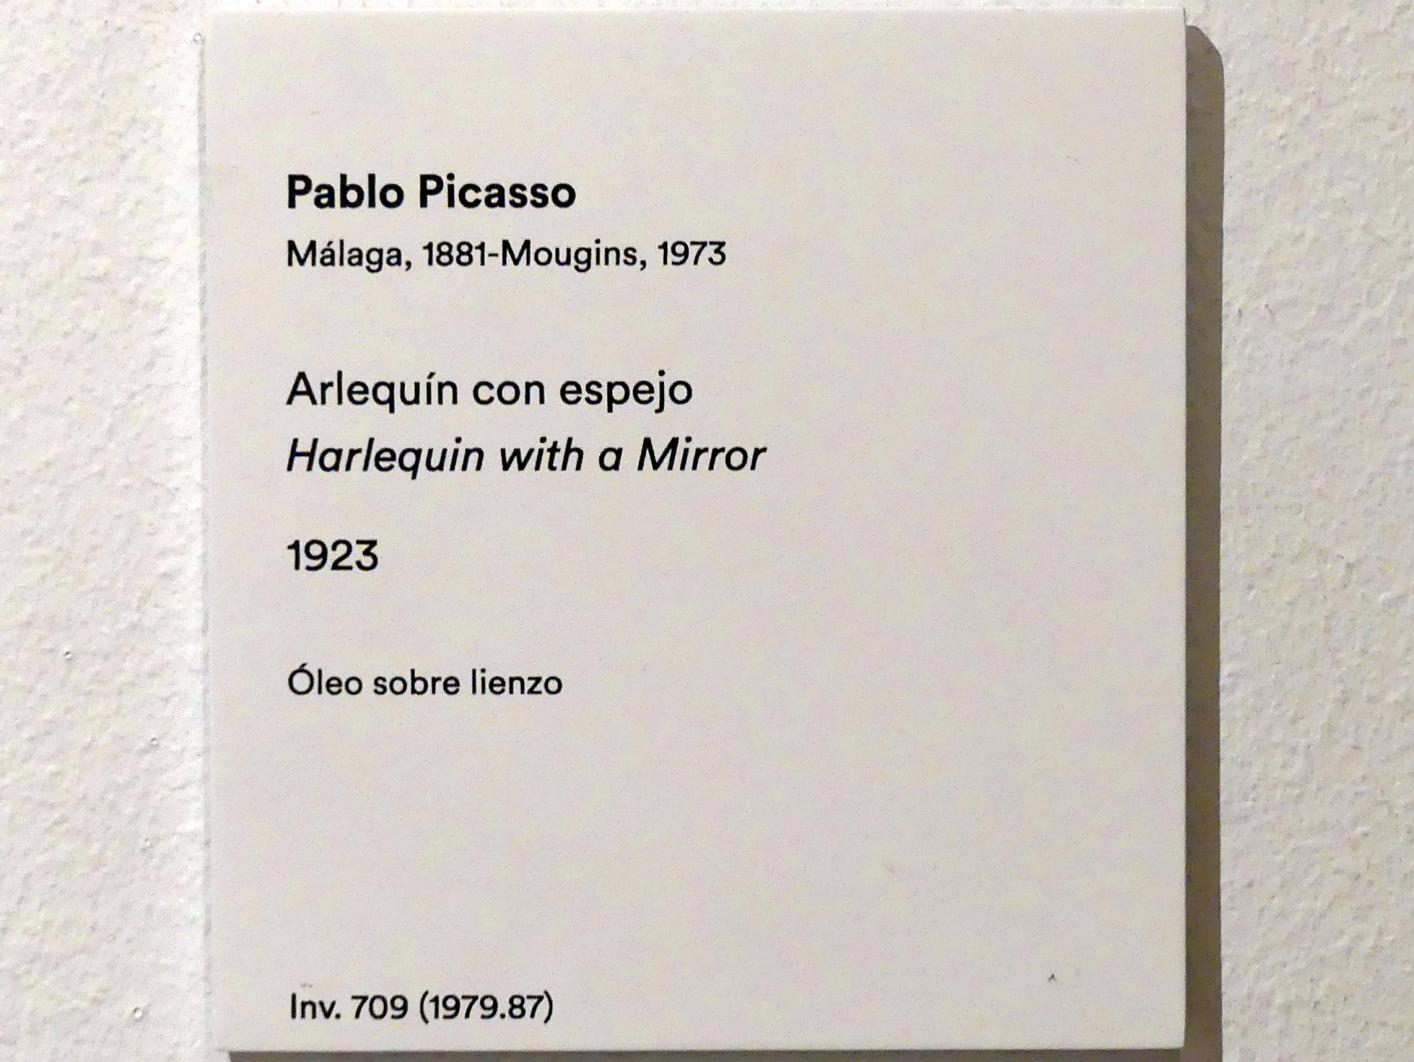 Pablo Picasso
Málaga, 1881-Mougins, 1973
Arlequín con espejo
Harlequin with a Mirror
1923
Óleo sobre lienzo
Inv. 709 (1979.87)